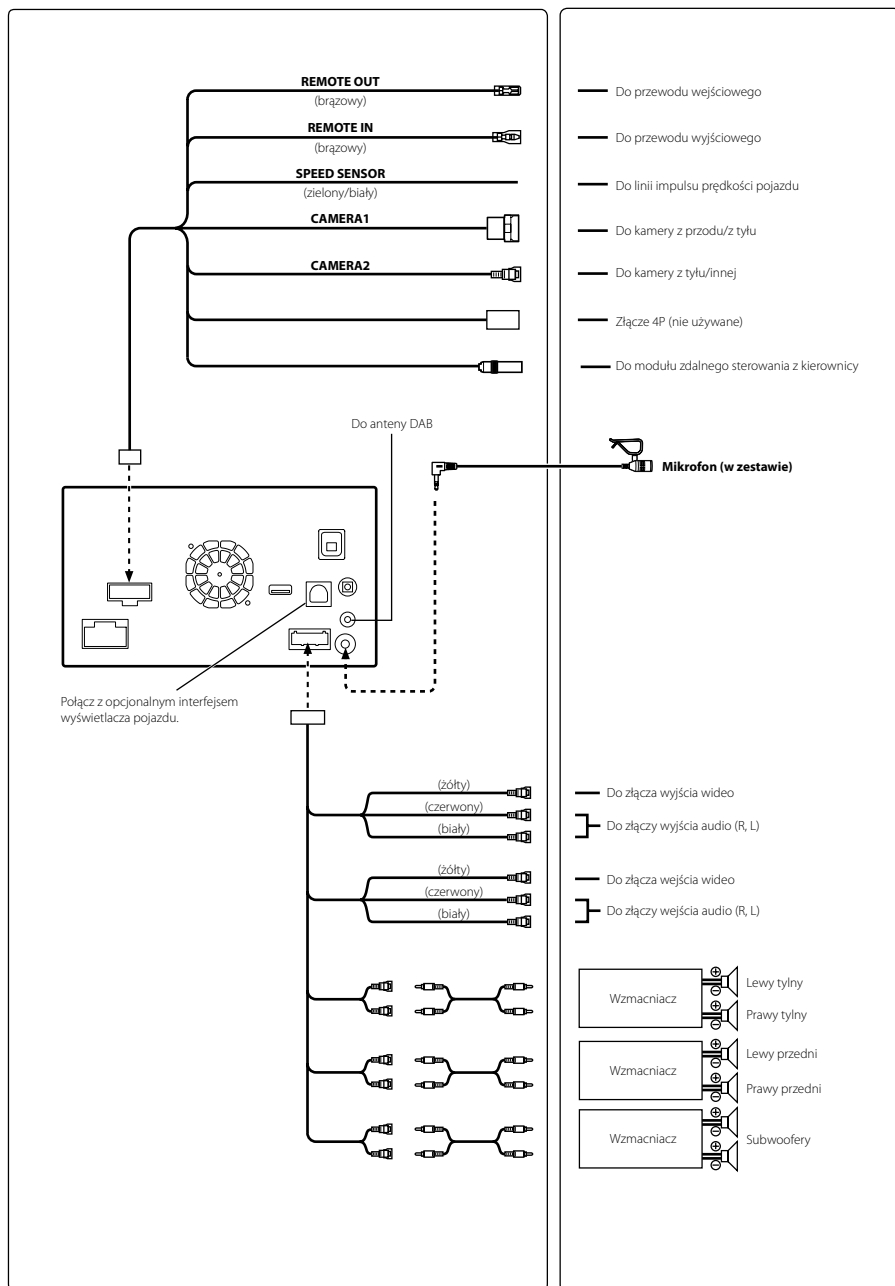 REMOTE OUT
(brązowy)
Do przewodu wejściowego
REMOTE IN
(brązowy)
Do przewodu wyjściowego
SPEED SENSOR
(zielony/biały)
Do linii impulsu prędkości pojazdu
CAMERA1
Do kamery z przodu/z tyłu
CAMERA2
Do kamery z tyłu/innej
Złącze 4P (nie używane)
Do modułu zdalnego sterowania z kierownicy
Do anteny DAB
Mikrofon (w zestawie)
Połącz z opcjonalnym interfejsem
wyświetlacza pojazdu.
(żółty)
Do złącza wyjścia wideo
(czerwony)
Do złączy wyjścia audio (R, L)
(biały)
(żółty)
Do złącza wejścia wideo
(czerwony)
Do złączy wejścia audio (R, L)
(biały)
Wzmacniacz
Lewy tylny
Prawy tylny
Wzmacniacz
Lewy przedni
Prawy przedni
Wzmacniacz
Subwoofery